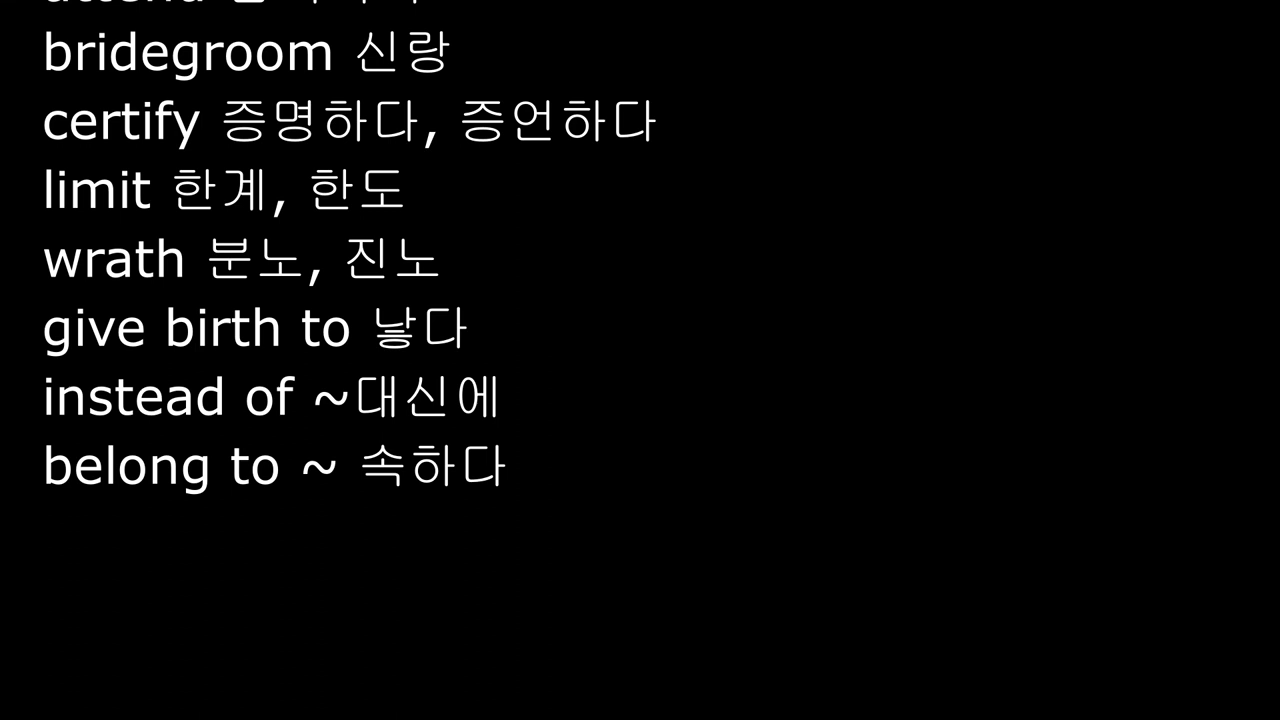 attend
bridegroom 신랑
certify 증명하다, 증언하다
limit 한계, 한도
wrath 분노, 진노
give birth to 낳다
instead of ~대신에
belong to ~ 속하다